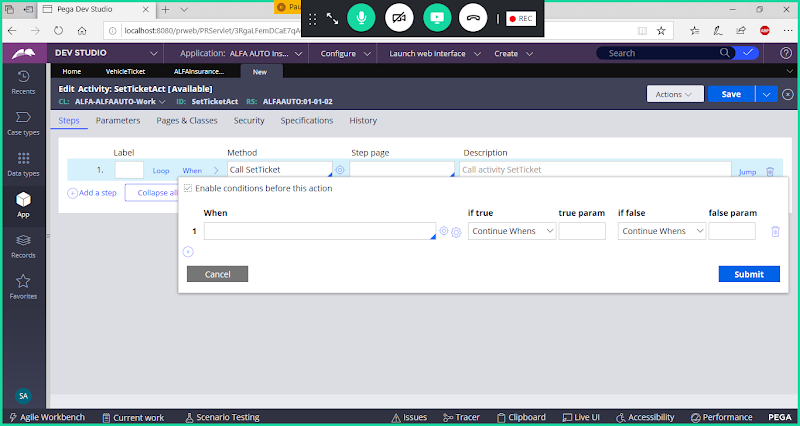 Pega Dev Studio
Pau
REC
localhost:8080/prweb/PRServlet/3RgaLFemDCaE7qA
DEV STUDIO
Application: ALFA AUTO Ins...
Configure
Launch web interface
Create
Search
Recents
Case types
Data types
App
Records
Favorites
SA
Home
VehicleTicket
ALFAInsurance...
New
Edit Activity: SetTicketAct [Available]
CL: ALFA-ALFAAUTO-Work
ID: SetTicketAct
RS: ALFAAUTO:01-01-02
Actions
Save
Steps
Parameters
Pages & Classes
Security
Specifications
History
Label
Method
Step page
Description
1.
Loop
When
Call SetTicket
Call activity SetTicket
Jump
Add a step
Collapse all
Enable conditions before this action
When
if true
true param
if false
false param
1
Continue Whens
Continue Whens
Cancel
Submit
Agile Workbench
Current work
Scenario Testing
Issues
Tracer
Clipboard
Live UI
Accessibility
Performance
PEGA